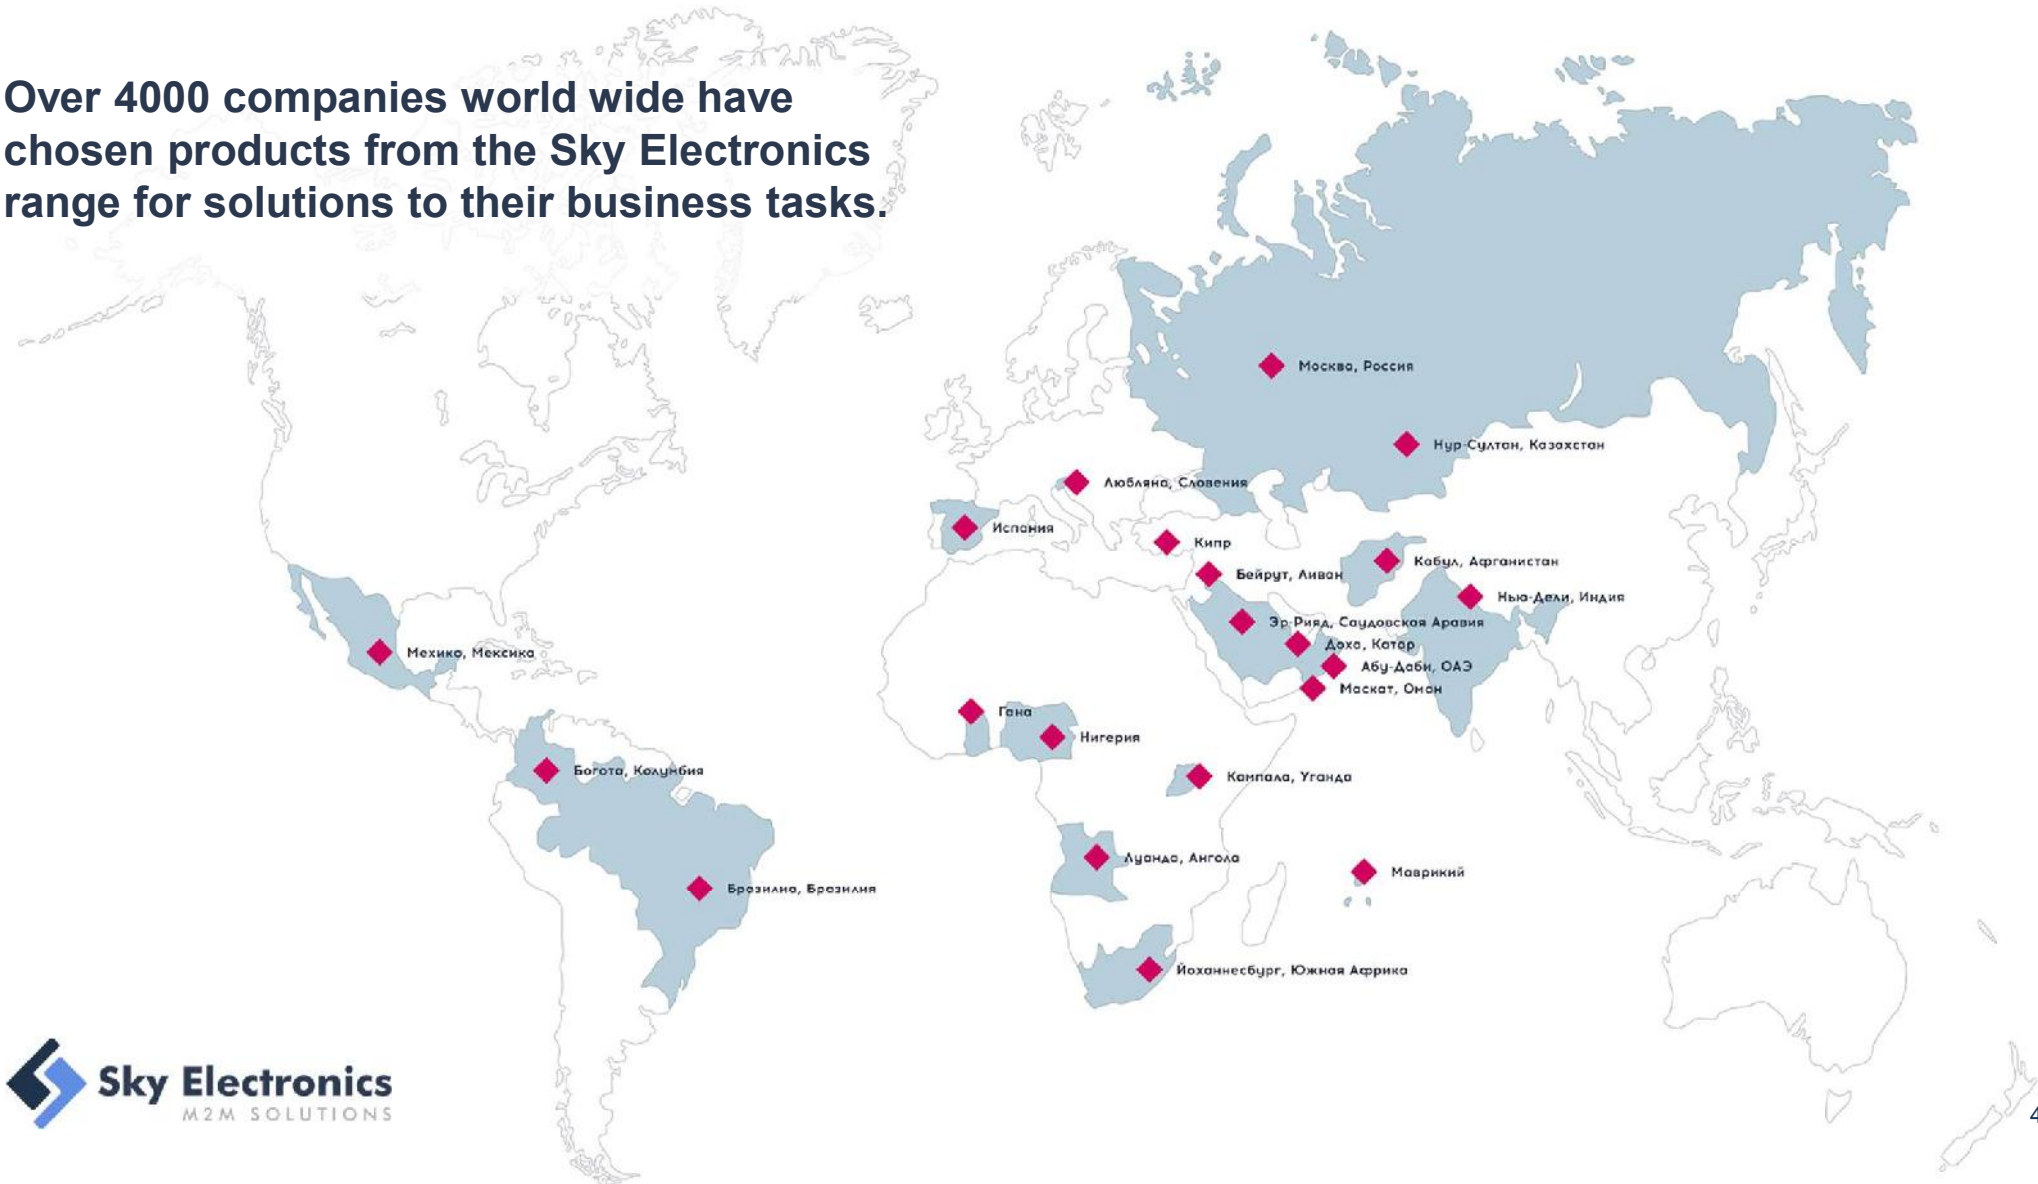 Over 4000 companies world wide have
chosen products from the Sky Electronics
range for solutions to their business tasks.
Москва, Россия
Нур-Султан, Казахстан
Любляна, Словения
Испания
Кипр
Кабул, Афганистан
Бейрут, Ливан
Нью-Дели, Индия
Эр-Рияд, Саудовская Аравия
Доха, Катар
Мехико, Мексика
Абу-Даби, ОАЭ
Маскат, Оман
Гана
Нигерия
Богота, Колумбия
Кампала, Уганда
Луанда, Ангола
Маврикий
Бразилиа, Бразилия
Йоханнесбург, Южная Африка
Sky Electronics
M2M SOLUTIONS
4